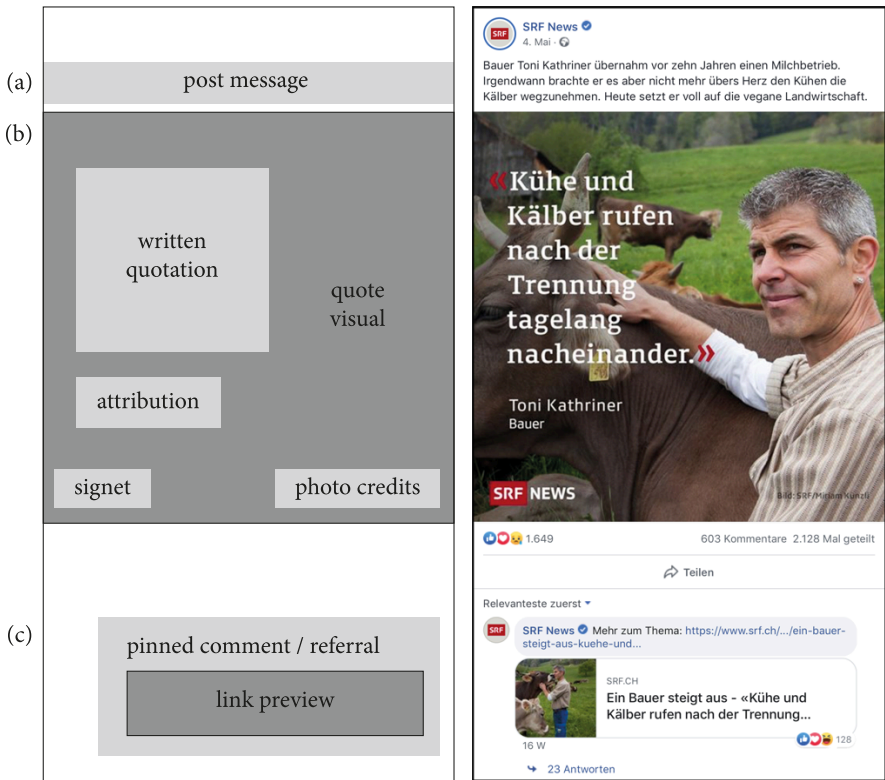 (a)
post message
(b)
written
quotation
quote
visual
attribution
signet
photo credits
(c)
pinned comment / referral
link preview
SRF
SRF News
4. Mai ·
Bauer Toni Kathriner übernahm vor zehn Jahren einen Milchbetrieb.
Irgendwann brachte er es aber nicht mehr übers Herz den Kühen die
Kälber wegzunehmen. Heute setzt er voll auf die vegane Landwirtschaft.
«Kühe und
Kälber rufen
nach der
Trennung
tagelang
nacheinander.»
Toni Kathriner
Bauer
SRF NEWS
Bild: SRF/Miriam Künzli
1.649
603 Kommentare 2.128 Mal geteilt
Teilen
Relevanteste zuerst
SRF
SRF News Mehr zum Thema: https://www.srf.ch/.../ein-bauer-
steigt-aus-kuehe-und...
SRF.CH
Ein Bauer steigt aus - «Kühe und
Kälber rufen nach der Trennung...
128
16 W
23 Antworten